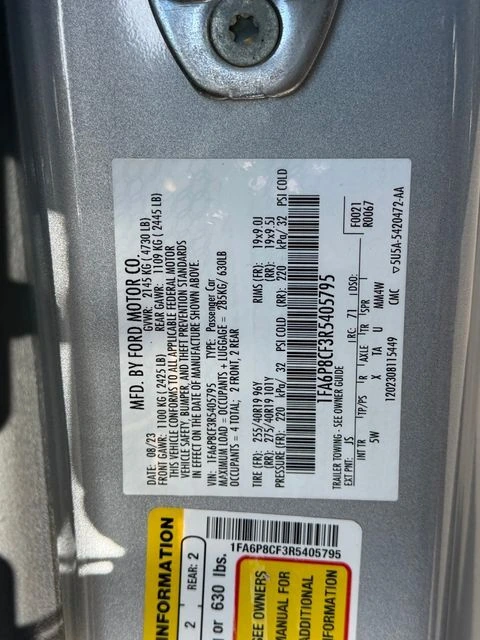 MFD. BY FORD MOTOR CO.
DATE: 08/23 GVWR: 2145 KG ( 4730 LB)
FRONT GAWR: 1100 KG ( 2425 LB) REAR GAWR: 1109 KG ( 2445 LB)
THIS VEHICLE CONFORMS TO ALL APPLICABLE FEDERAL MOTOR
VEHICLE SAFETY, BUMPER, AND THEFT PREVENTION STANDARDS
IN EFFECT ON THE DATE OF MANUFACTURE SHOWN ABOVE.
VIN: 1FA6P8CF3R5405795 TYPE: Passenger Car
MAXIMUM LOAD = OCCUPANTS + LUGGAGE = 285KG/ 630LB
OCCUPANTS = 4 TOTAL; 2 FRONT, 2 REAR
TIRE (FR): 255/40R19 96Y RIMS (FR): 19x9.0J
(RR): 275/40R19 101Y (RR): 19x9.5J
PRESSURE (FR): 220 kPa/ 32 PSI COLD (RR): 220 kPa/ 32 PSI COLD
1FA6P8CF3R5405795
TRAILER TOWING - SEE OWNER GUIDE F0021
EXT PNT: JS RC: 71 DSO: R0067
INT TR TP/PS R AXLE TR SPR
5W X TA U MM4W
1202308115449 CMC ▽5U5A-5420472-AA
1FA6P8CF3R5405795
INFORMATION
2 REAR: 2
or 630 lbs.
SEE OWNERS
MANUAL FOR
ADDITIONAL
INFORMATION